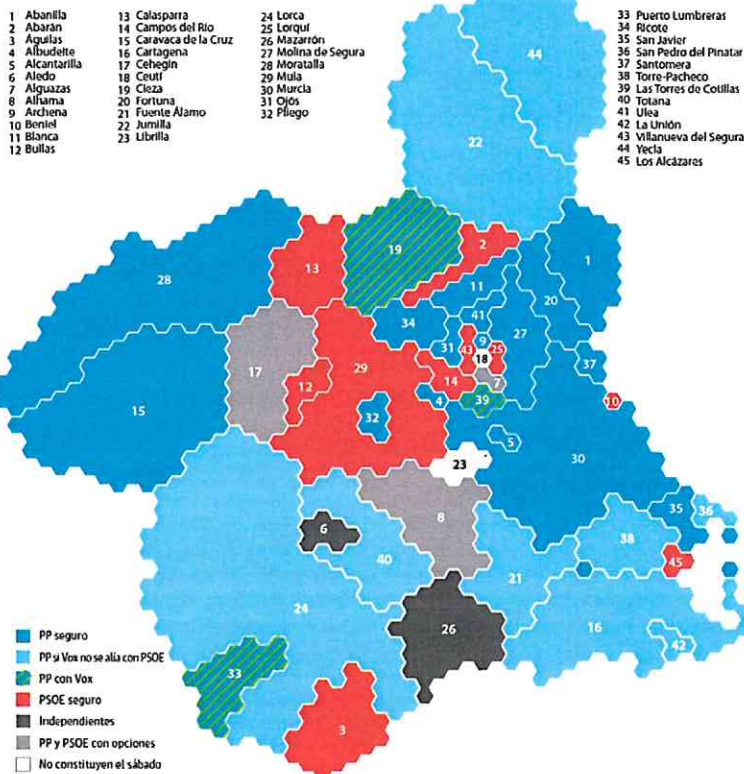 1 Abanilla
2 Abarán
3 Águilas
4 Albudeite
5 Alcantarilla
6 Aledo
7 Alguazas
8 Alhama
9 Archena
10 Beniel
11 Blanca
12 Bullas
13 Calasparra
14 Campos del Río
15 Caravaca de la Cruz
16 Cartagena
17 Cehegín
18 Ceutí
19 Cieza
20 Fortuna
21 Fuente Álamo
22 Jumilla
23 Librilla
24 Lorca
25 Lorquí
26 Mazarrón
27 Molina de Segura
28 Moratalla
29 Mula
30 Murcia
31 Ojós
32 Pliego
33 Puerto Lumbreras
34 Ricote
35 San Javier
36 San Pedro del Pinatar
37 Santomera
38 Torre-Pacheco
39 Las Torres de Cotillas
40 Totana
41 Ulea
42 La Unión
43 Villanueva del Segura
44 Yecla
45 Los Alcázares
44
22
19
2
1
13
28
11
20
41
34
27
9
31
43
18
25
37
17
29
7
12
14
4
39
10
15
32
5
30
23
8
35
36
6
38
40
45
21
24
26
16
42
33
3
PP seguro
PP si Vox no se alía con PSOE
PP con Vox
PSOE seguro
Independientes
PP y PSOE con opciones
No constituyen el sábado